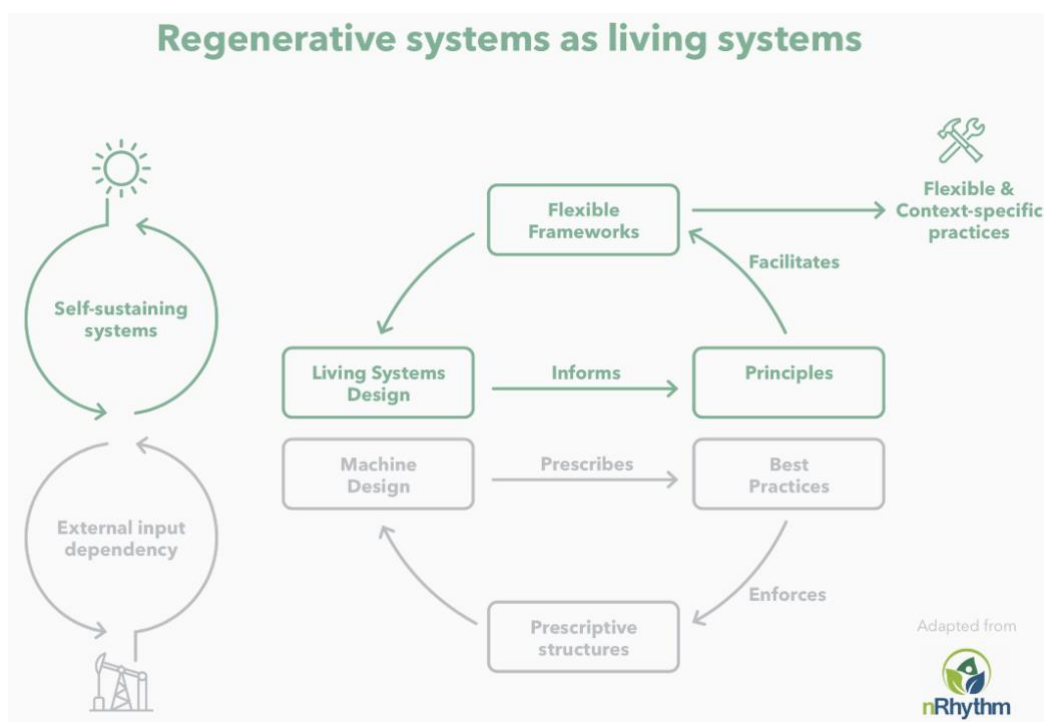 Regenerative systems as living systems
Flexible
Frameworks
Flexible &
Context-specific
practices
Facilitates
Self-sustaining
systems
Living Systems
Design
Informs
Principles
Machine
Design
Prescribes
Best
Practices
External input
dependency
Enforces
Prescriptive
structures
Adapted from
nRhythm